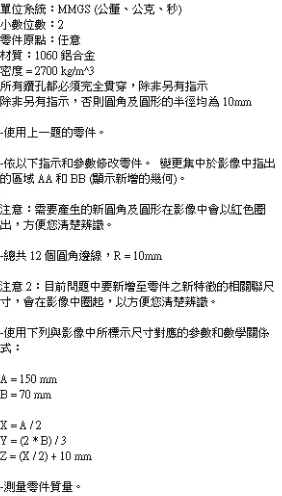 單位系統：MMGS (公釐、公克、秒)
小數位數：2
零件原點：任意
材質：1060 鋁合金
密度 = 2700 kg/m^3
所有鑽孔都必須完全貫穿，除非另有指示
除非另有指示，否則圓角及圓形的半徑均為 10mm
-使用上一題的零件。
-依以下指示和參數修改零件。 變更集中於影像中指出
的區域 AA 和 BB (顯示新增的幾何)。
注意：需要產生的新圓角及圓形在影像中會以紅色圈
出，方便您清楚辨識。
-總共 12 個圓角邊線，R = 10mm
注意 2：目前問題中要新增至零件之新特徵的相關聯尺
寸，會在影像中圈起，以方便您清楚辨識。
-使用下列與影像中所標示尺寸對應的參數和數學關係
式：
A = 150 mm
B = 70 mm
X = A / 2
Y = (2 * B) / 3
Z = (X / 2) + 10 mm
-測量零件質量。